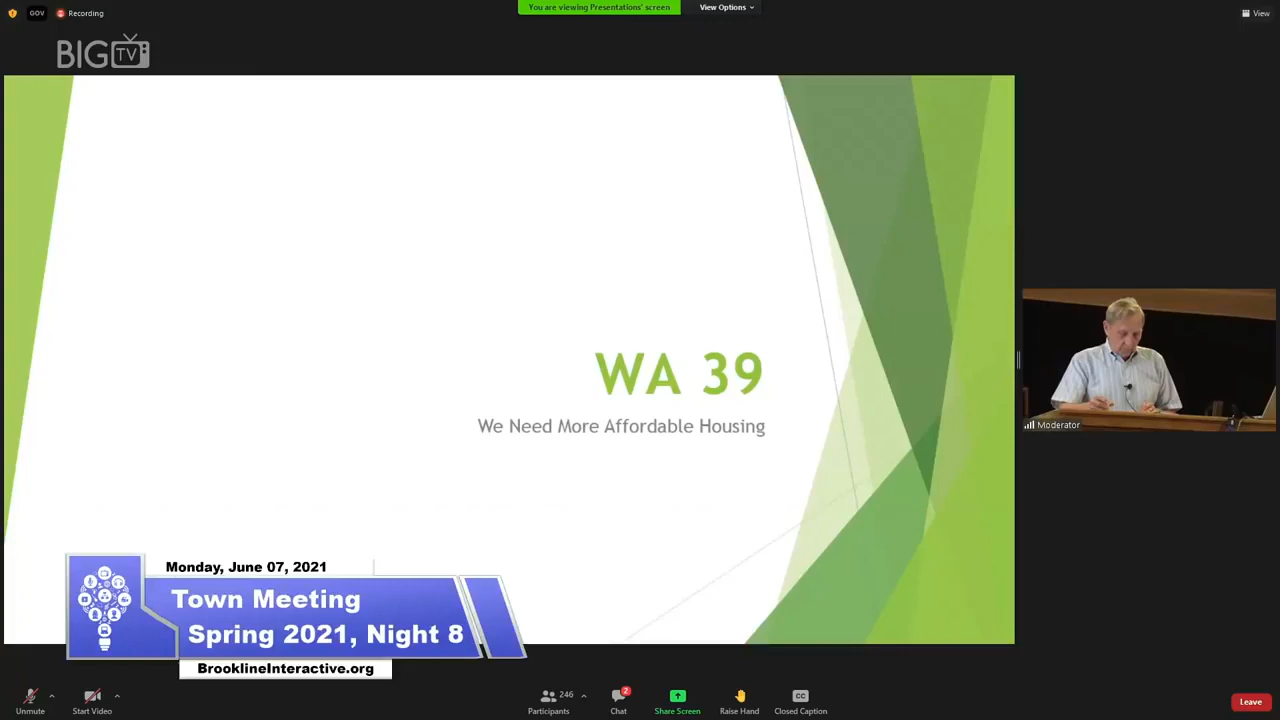 You are viewing Presentations' screen
View Options
GOV
Recording
View
BIG TV
WA 39
We Need More Affordable Housing
Moderator
Monday, June 07, 2021
Town Meeting
Spring 2021, Night 8
BrooklineInteractive.org
246
2
CC
Unmute
Start Video
Participants
Chat
Share Screen
Raise Hand
Closed Caption
Leave